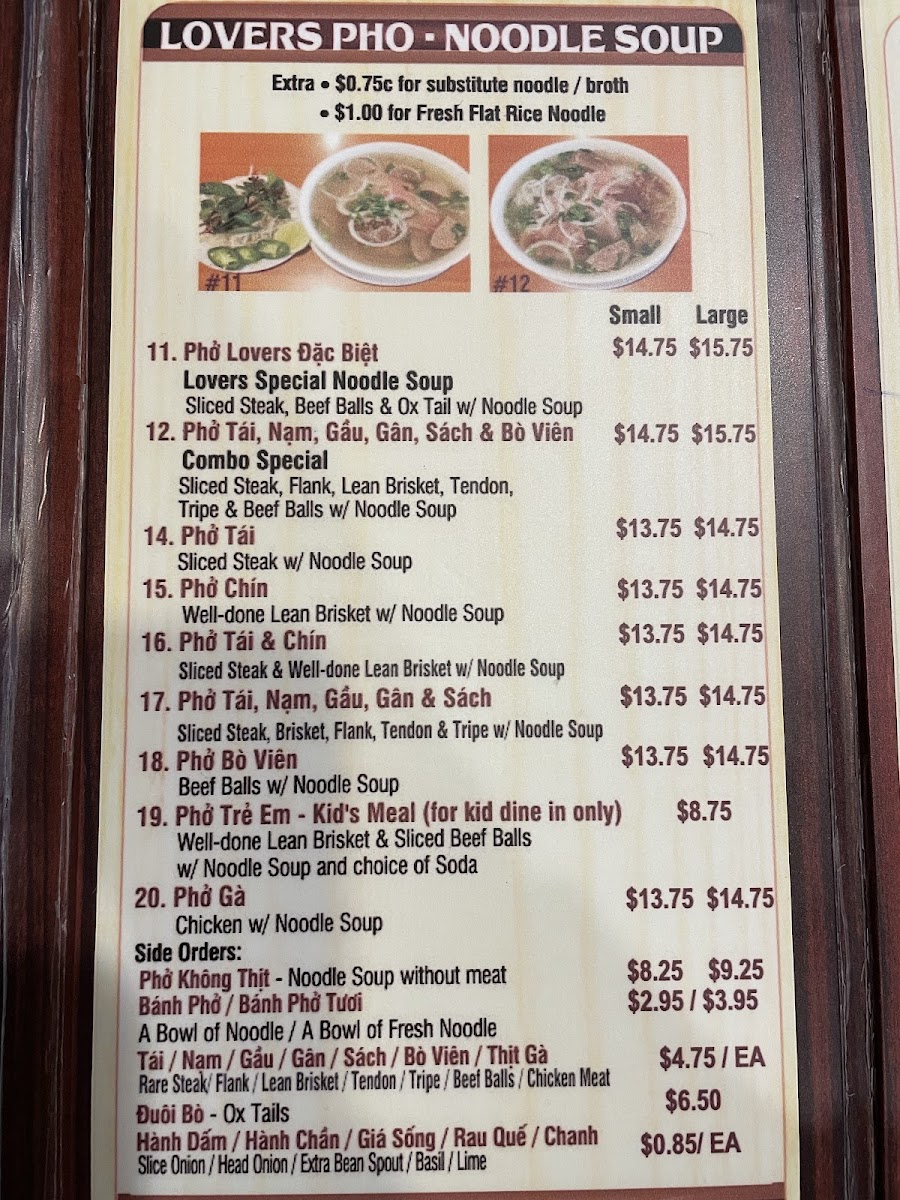 LOVERS PHO - NOODLE SOUP
Extra • $0.75c for substitute noodle / broth
• $1.00 for Fresh Flat Rice Noodle
#11 #12
Small Large
11. Phở Lovers Đặc Biệt $14.75 $15.75
Lovers Special Noodle Soup
Sliced Steak, Beef Balls & Ox Tail w/ Noodle Soup
12. Phở Tái, Nạm, Gầu, Gân, Sách & Bò Viên $14.75 $15.75
Combo Special
Sliced Steak, Flank, Lean Brisket, Tendon,
Tripe & Beef Balls w/ Noodle Soup
14. Phở Tái $13.75 $14.75
Sliced Steak w/ Noodle Soup
15. Phở Chín $13.75 $14.75
Well-done Lean Brisket w/ Noodle Soup
16. Phở Tái & Chín $13.75 $14.75
Sliced Steak & Well-done Lean Brisket w/ Noodle Soup
17. Phở Tái, Nạm, Gầu, Gân & Sách $13.75 $14.75
Sliced Steak, Brisket, Flank, Tendon & Tripe w/ Noodle Soup
18. Phở Bò Viên $13.75 $14.75
Beef Balls w/ Noodle Soup
19. Phở Trẻ Em - Kid's Meal (for kid dine in only) $8.75
Well-done Lean Brisket & Sliced Beef Balls
w/ Noodle Soup and choice of Soda
20. Phở Gà $13.75 $14.75
Chicken w/ Noodle Soup
Side Orders:
Phở Không Thịt - Noodle Soup without meat $8.25 $9.25
Bánh Phở / Bánh Phở Tươi $2.95 / $3.95
A Bowl of Noodle / A Bowl of Fresh Noodle
Tái / Nạm / Gầu / Gân / Sách / Bò Viên / Thịt Gà $4.75 / EA
Rare Steak/ Flank / Lean Brisket / Tendon / Tripe / Beef Balls / Chicken Meat
Đuôi Bò - Ox Tails $6.50
Hành Dấm / Hành Chần / Giá Sống / Rau Quế / Chanh $0.85/ EA
Slice Onion / Head Onion / Extra Bean Spout / Basil / Lime